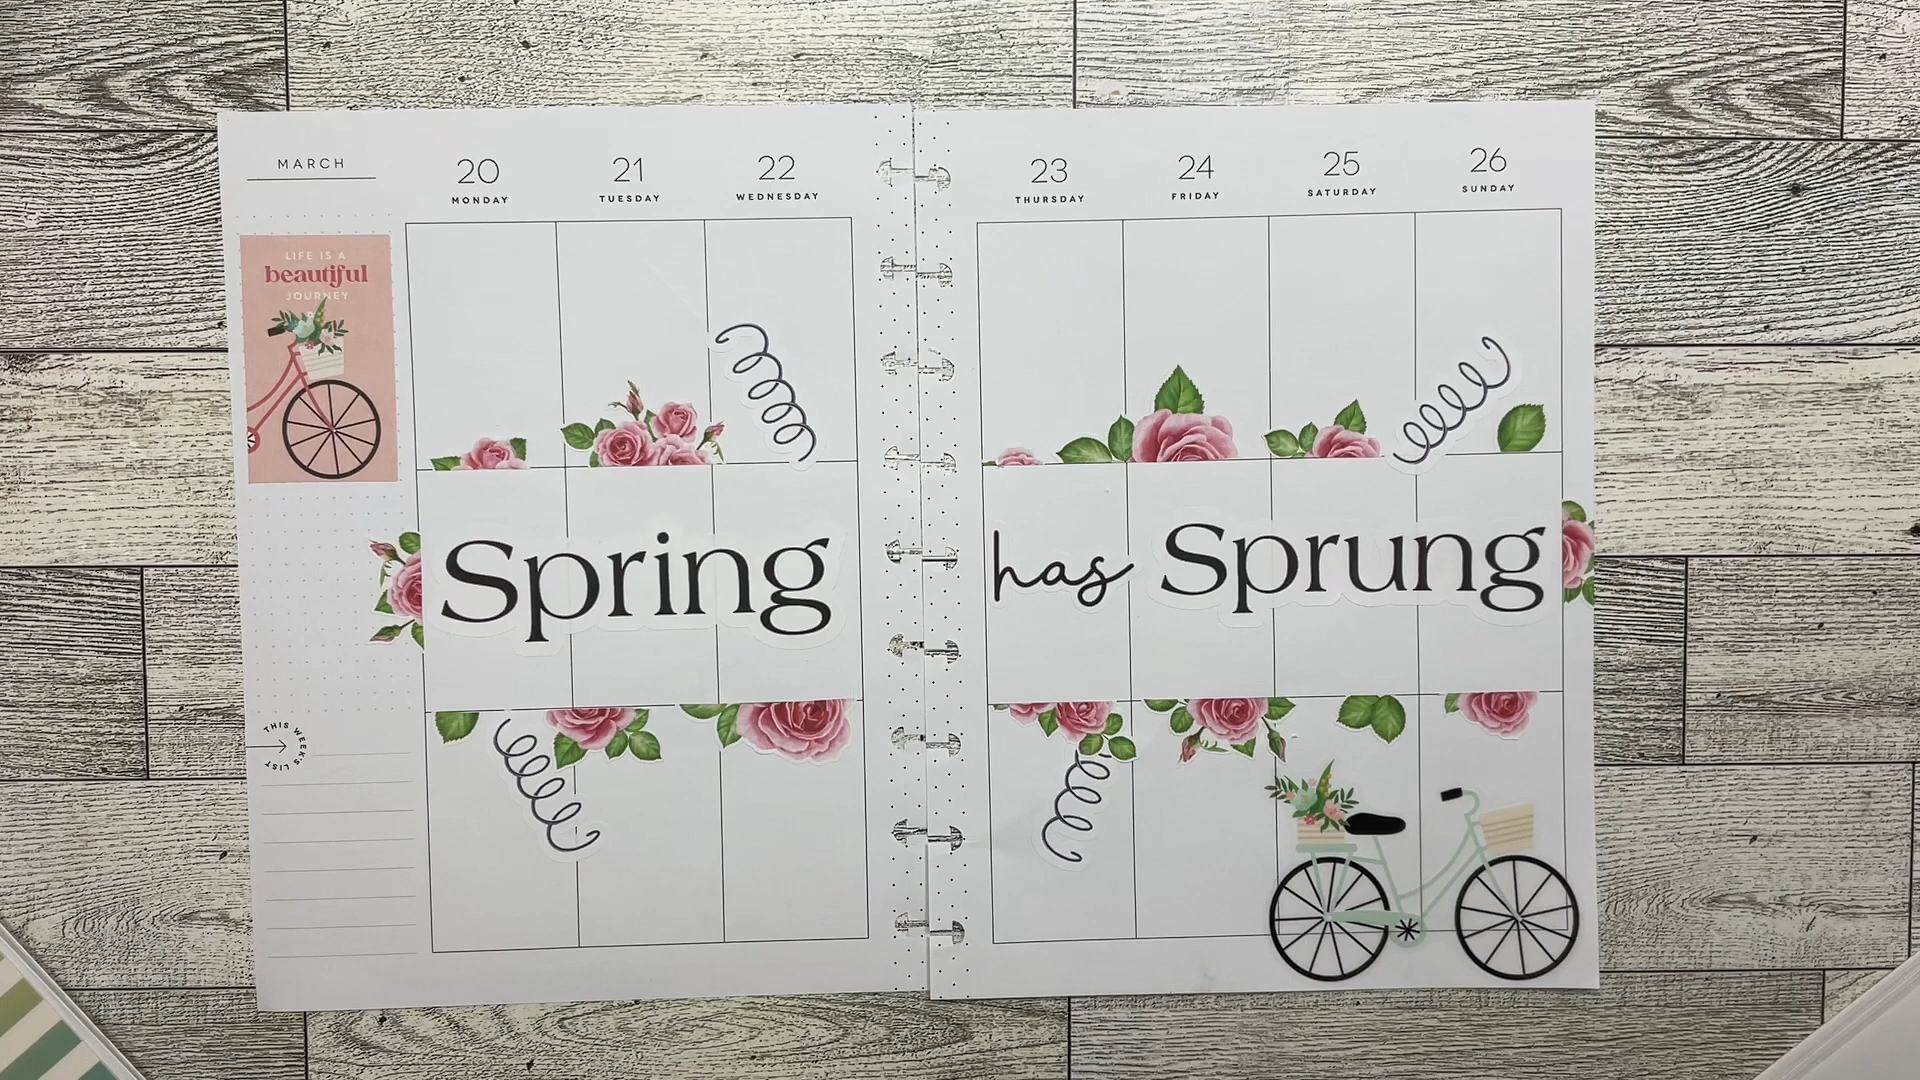 MARCH
20
MONDAY
21
TUESDAY
22
WEDNESDAY
23
THURSDAY
24
FRIDAY
25
SATURDAY
26
SUNDAY
LIFE IS A
beautiful
JOURNEY
Spring
has Sprung
THIS WEEK'S LIST